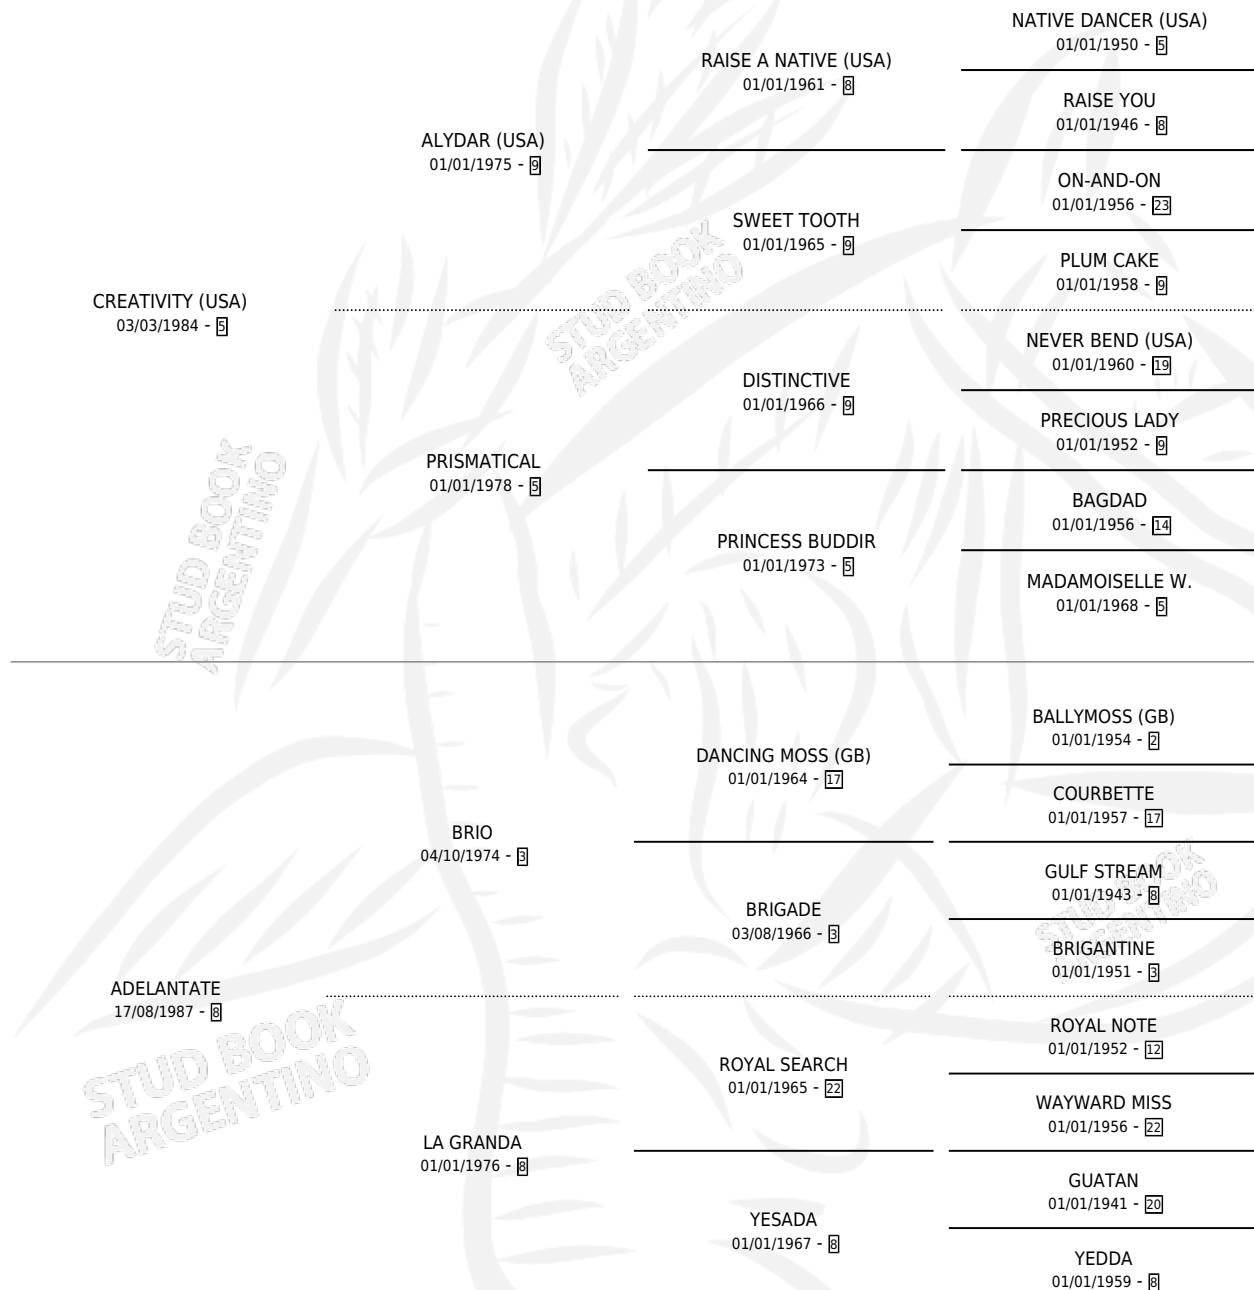 NATIVE DANCER (USA)
01/01/1950 - 5
RAISE A NATIVE (USA)
01/01/1961 - 8
RAISE YOU
01/01/1946 - 8
ALYDAR (USA)
01/01/1975 - 9
ON-AND-ON
01/01/1956 - 23
SWEET TOOTH
01/01/1965 - 9
PLUM CAKE
01/01/1958 - 9
CREATIVITY (USA)
03/03/1984 - 5
NEVER BEND (USA)
01/01/1960 - 19
DISTINCTIVE
01/01/1966 - 9
PRECIOUS LADY
01/01/1952 - 9
PRISMATICAL
01/01/1978 - 5
BAGDAD
01/01/1956 - 14
PRINCESS BUDDIR
01/01/1973 - 5
MADAMOISELLE W.
01/01/1968 - 5
BALLYMOSS (GB)
01/01/1954 - 2
DANCING MOSS (GB)
01/01/1964 - 17
COURBETTE
01/01/1957 - 17
BRIO
04/10/1974 - 3
GULF STREAM
01/01/1943 - 8
BRIGADE
03/08/1966 - 3
BRIGANTINE
01/01/1951 - 3
ADELANTATE
17/08/1987 - 8
ROYAL NOTE
01/01/1952 - 12
ROYAL SEARCH
01/01/1965 - 22
WAYWARD MISS
01/01/1956 - 22
LA GRANDA
01/01/1976 - 8
GUATAN
01/01/1941 - 20
YESADA
01/01/1967 - 8
YEDDA
01/01/1959 - 8
STUD BOOK
ARGENTINO
STUD BOOK
ARGENTINO
STUD BOOK
ARGENTINO
STUD BOOK
ARGENTINO